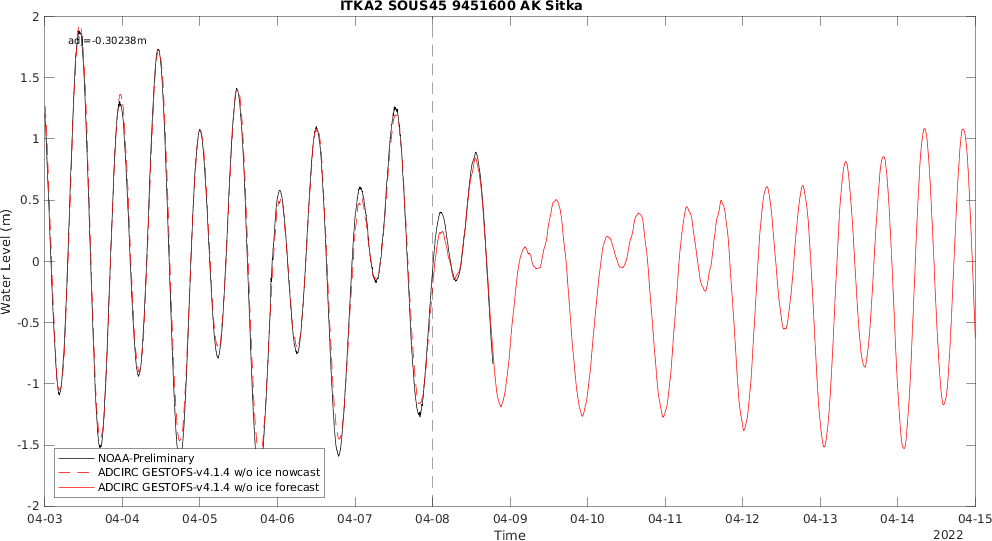 ITKA2 SOUS45 9451600 AK Sitka
adj=-0.30238m
2
1.5
1
0.5
0
-0.5
-1
-1.5
-2
Water Level (m)
NOAA-Preliminary
ADCIRC GESTOFS-v4.1.4 w/o ice nowcast
ADCIRC GESTOFS-v4.1.4 w/o ice forecast
04-03 04-04 04-05 04-06 04-07 04-08 04-09 04-10 04-11 04-12 04-13 04-14 04-15
Time
2022